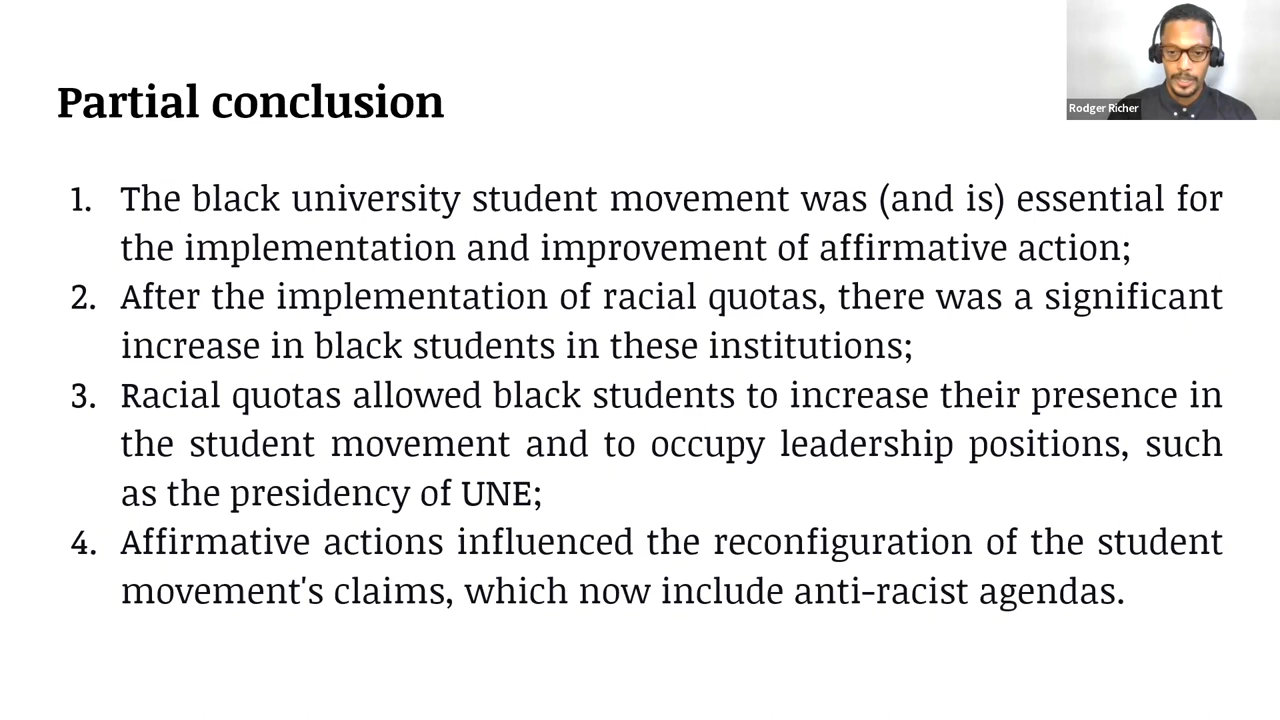 Rodger Richer
Partial conclusion
1. The black university student movement was (and is) essential for
the implementation and improvement of affirmative action;
2. After the implementation of racial quotas, there was a significant
increase in black students in these institutions;
3. Racial quotas allowed black students to increase their presence in
the student movement and to occupy leadership positions, such
as the presidency of UNE;
4. Affirmative actions influenced the reconfiguration of the student
movement's claims, which now include anti-racist agendas.